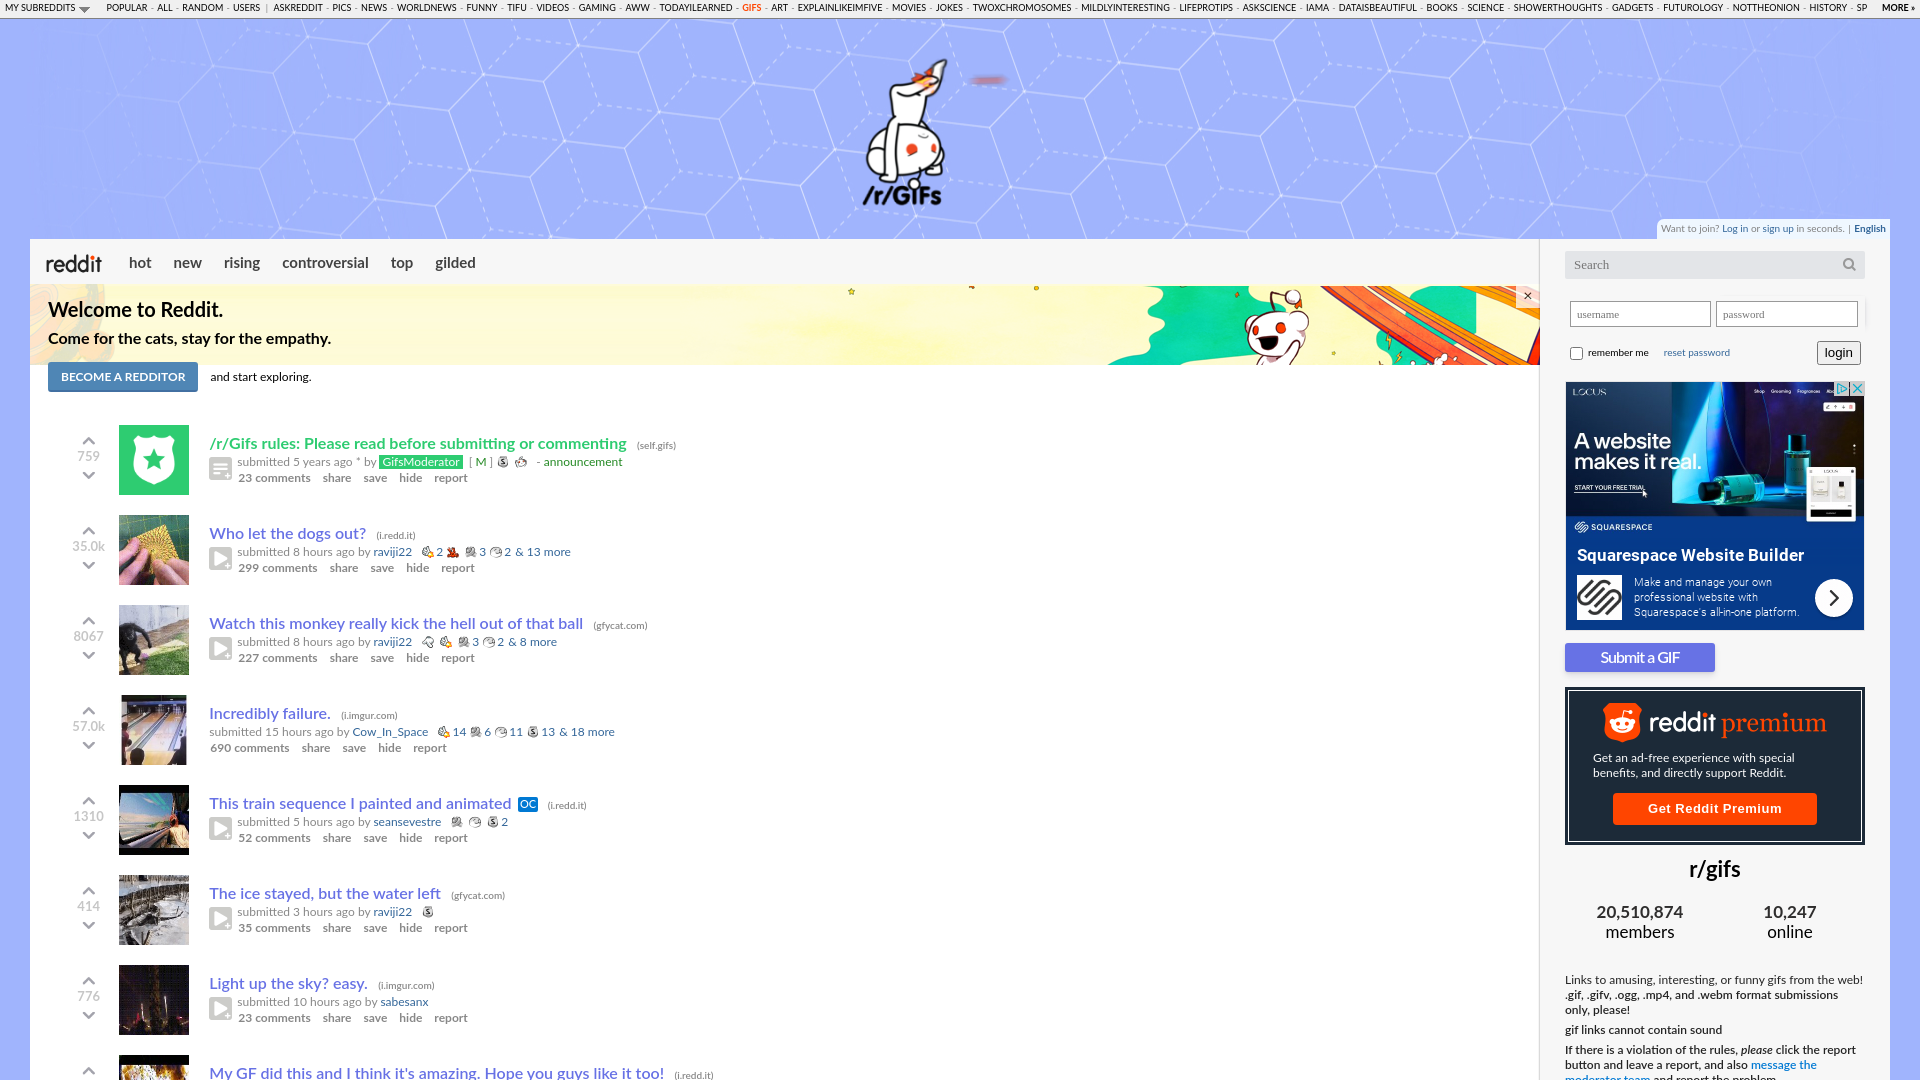 MY SUBREDDITS POPULAR - ALL - RANDOM - USERS | ASKREDDIT - PICS - NEWS - WORLDNEWS - FUNNY - TIFU - VIDEOS - GAMING - AWW - TODAYILEARNED - GIFS - ART - EXPLAINLIKEIMFIVE - MOVIES - JOKES - TWOXCHROMOSOMES - MILDLYINTERESTING - LIFEPROTIPS - ASKSCIENCE - IAMA - DATAISBEAUTIFUL - BOOKS - SCIENCE - SHOWERTHOUGHTS - GADGETS - FUTUROLOGY - NOTTHEONION - HISTORY - SP MORE »
/r/GIFs
Want to join? Log in or sign up in seconds. | English
reddit hot new rising controversial top gilded
Welcome to Reddit.
Come for the cats, stay for the empathy.
BECOME A REDDITOR and start exploring.
759
/r/Gifs rules: Please read before submitting or commenting (self.gifs)
submitted 5 years ago * by GifsModerator [ M ] - announcement
23 comments share save hide report
35.0k
Who let the dogs out? (i.redd.it)
submitted 8 hours ago by raviji22 2 3 2 & 13 more
299 comments share save hide report
8067
Watch this monkey really kick the hell out of that ball (gfycat.com)
submitted 8 hours ago by raviji22 3 2 & 8 more
227 comments share save hide report
57.0k
Incredibly failure. (i.imgur.com)
submitted 15 hours ago by Cow_In_Space 14 6 11 13 & 18 more
690 comments share save hide report
1310
This train sequence I painted and animated OC (i.redd.it)
submitted 5 hours ago by seansevestre 2
52 comments share save hide report
414
The ice stayed, but the water left (gfycat.com)
submitted 3 hours ago by raviji22
35 comments share save hide report
776
Light up the sky? easy. (i.imgur.com)
submitted 10 hours ago by sabesanx
23 comments share save hide report
My GF did this and I think it's amazing. Hope you guys like it too! (i.redd.it)
Search
username password
remember me reset password login
LOCUS Shop Grooming Fragrances
A website
makes it real.
START YOUR FREE TRIAL
SQUARESPACE
Squarespace Website Builder
Make and manage your own
professional website with
Squarespace's all-in-one platform.
Submit a GIF
reddit premium
Get an ad-free experience with special
benefits, and directly support Reddit.
Get Reddit Premium
r/gifs
20,510,874 10,247
members online
Links to amusing, interesting, or funny gifs from the web!
.gif, .gifv, .ogg, .mp4, and .webm format submissions
only, please!
gif links cannot contain sound
If there is a violation of the rules, please click the report
button and leave a report, and also message the
moderator team and report the problem